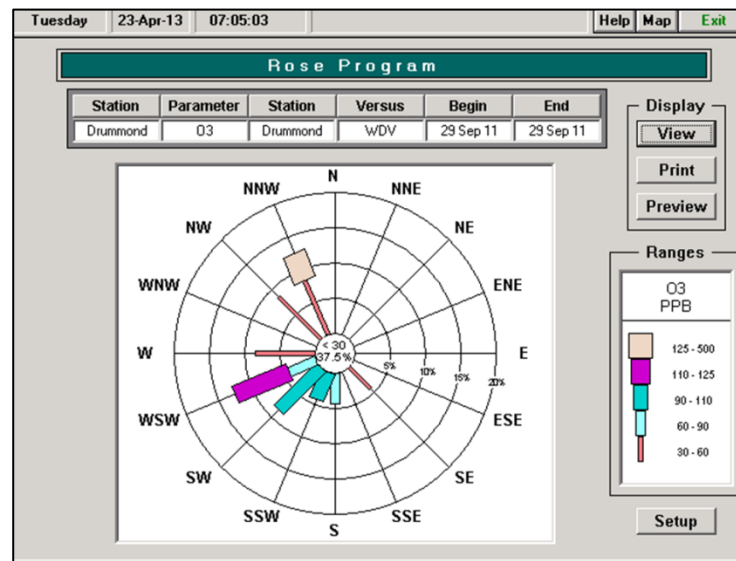 Tuesday 23-Apr-13 07:05:03 Help Map Exit
Rose Program
Station Parameter Station Versus Begin End
Drummond O3 Drummond WDV 29 Sep 11 29 Sep 11
Display
View
Print
Preview
N
NNW NNE
NW NE
WNW ENE
W E
WSW ESE
SW SE
SSW SSE
S
< 30
37.5%
5% 10% 15% 20%
Ranges
O3
PPB
125 - 500
110 - 125
90 - 110
60 - 90
30 - 60
Setup